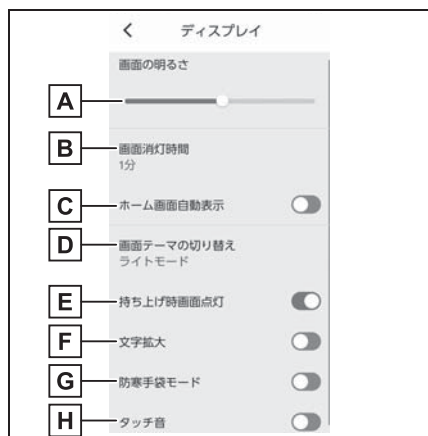 ディスプレイ
画面の明るさ
A
B 画面消灯時間
1分
C ホーム画面自動表示
D 画面テーマの切り替え
ライトモード
E 持ち上げ時画面点灯
F 文字拡大
G 防寒手袋モード
H タッチ音